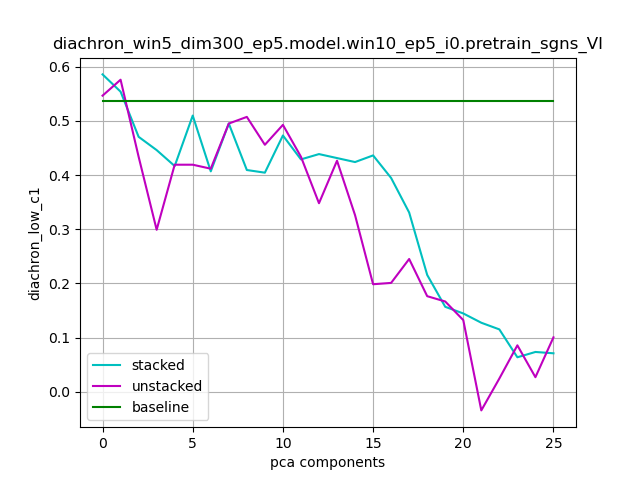 diachron_win5_dim300_ep5.model.win10_ep5_i0.pretrain_sgns_VI
0.6
0.5
0.4
0.3
0.2
0.1
0.0
diachron_low_c1
stacked
unstacked
baseline
0 5 10 15 20 25
pca components